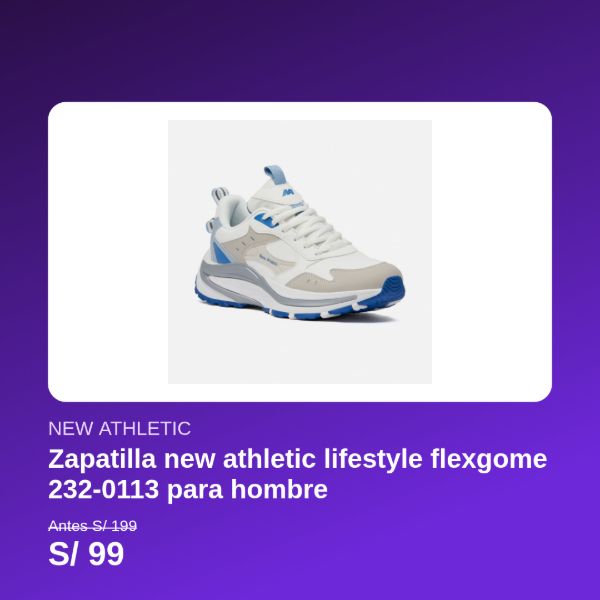 NEW ATHLETIC
Zapatilla new athletic lifestyle flexgome
232-0113 para hombre
Antes S/ 199
S/ 99